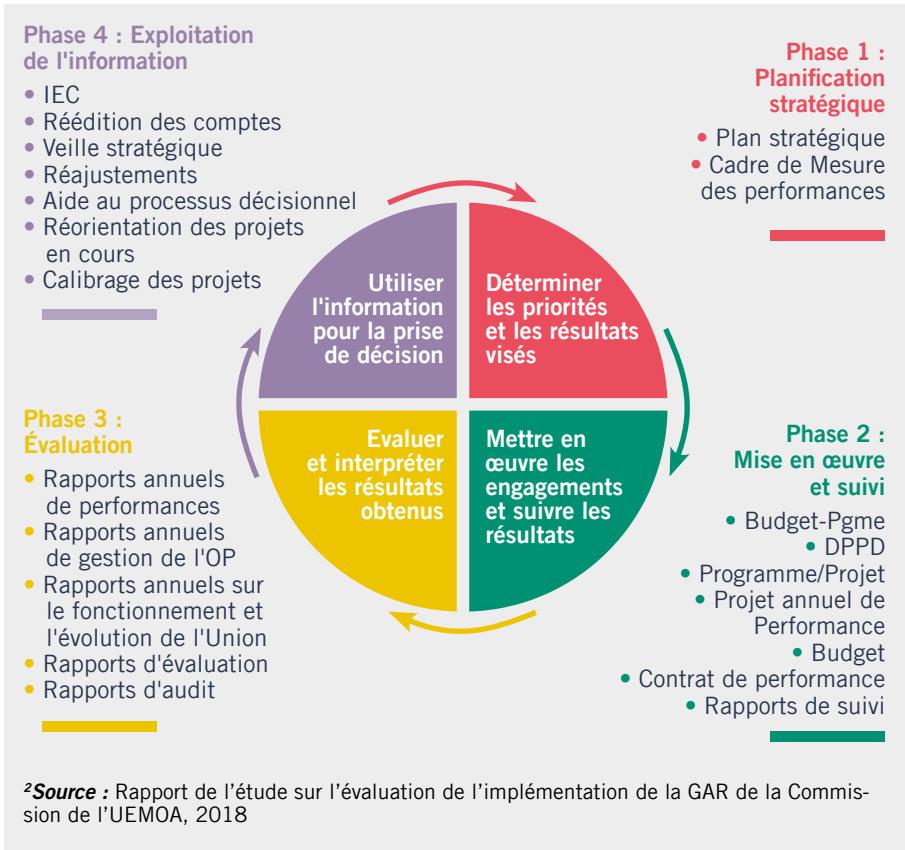 Phase 4 : Exploitation
de l'information
• IEC
• Réédition des comptes
• Veille stratégique
• Réajustements
• Aide au processus décisionnel
• Réorientation des projets
en cours
• Calibrage des projets
Phase 1 :
Planification
stratégique
• Plan stratégique
• Cadre de Mesure
des performances
Utiliser
l'information
pour la prise
de décision
Déterminer
les priorités
et les résultats
visés
Phase 3 :
Évaluation
• Rapports annuels
de performances
• Rapports annuels
de gestion de l'OP
• Rapports annuels sur
le fonctionnement et
l'évolution de l'Union
• Rapports d'évaluation
• Rapports d'audit
Evaluer
et interpréter
les résultats
obtenus
Mettre en
œuvre les
engagements
et suivre les
résultats
Phase 2 :
Mise en œuvre
et suivi
• Budget-Pgme
• DPPD
• Programme/Projet
• Projet annuel de
Performance
• Budget
• Contrat de performance
• Rapports de suivi
²Source : Rapport de l’étude sur l’évaluation de l’implémentation de la GAR de la Commis-
sion de l’UEMOA, 2018